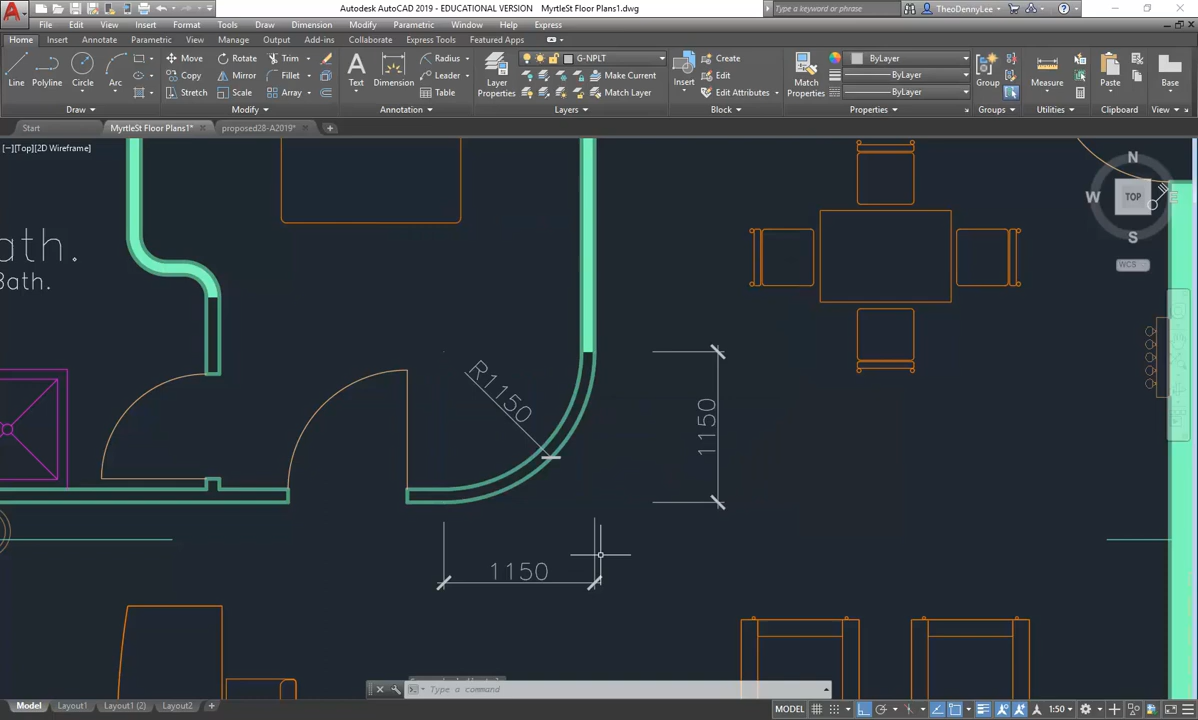 Autodesk AutoCAD 2019 - EDUCATIONAL VERSION MyrtleSt Floor Plans1.dwg
Type a keyword or phrase
TheoDennyLee
File Edit View Insert Format Tools Draw Dimension Modify Parametric Window Help Express
Home Insert Annotate Parametric View Manage Output Add-ins Collaborate Express Tools Featured Apps
Line Polyline Circle Arc
Move Rotate Trim
Copy Mirror Fillet
Stretch Scale Array
Text Dimension
Radius
Leader
Table
Layer Properties
G-NPLT
Make Current
Match Layer
Insert
Create
Edit
Edit Attributes
Match Properties
ByLayer
ByLayer
ByLayer
Group
Measure
Paste
Base
Draw Modify Annotation Layers Block Properties Groups Utilities Clipboard View
Start MyrtleSt Floor Plans1* proposed28-A2019*
[−][Top][2D Wireframe]
N
W TOP E
S
WCS
ath.
Bath.
R1150
1150
1150
Type a command
Model Layout1 Layout1 (2) Layout2
MODEL 1:50